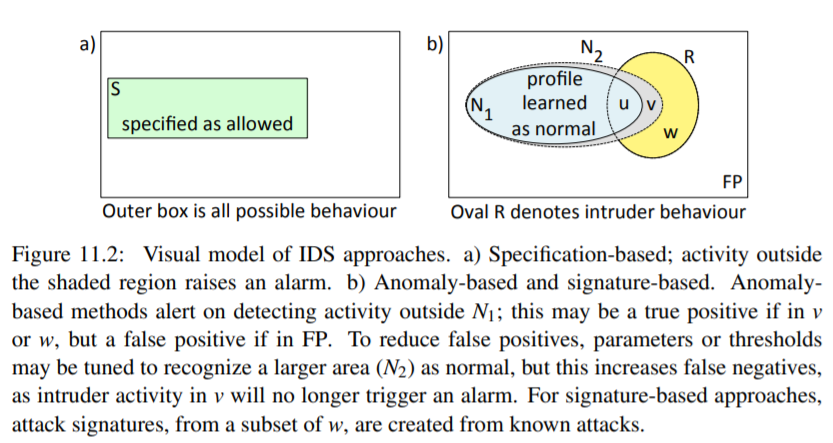 a)
S
specified as allowed
Outer box is all possible behaviour
b)
N2
R
profile
learned
as normal
N1
u
v
w
FP
Oval R denotes intruder behaviour
Figure 11.2: Visual model of IDS approaches. a) Specification-based; activity outside
the shaded region raises an alarm. b) Anomaly-based and signature-based. Anomaly-
based methods alert on detecting activity outside N1; this may be a true positive if in v
or w, but a false positive if in FP. To reduce false positives, parameters or thresholds
may be tuned to recognize a larger area (N2) as normal, but this increases false negatives,
as intruder activity in v will no longer trigger an alarm. For signature-based approaches,
attack signatures, from a subset of w, are created from known attacks.